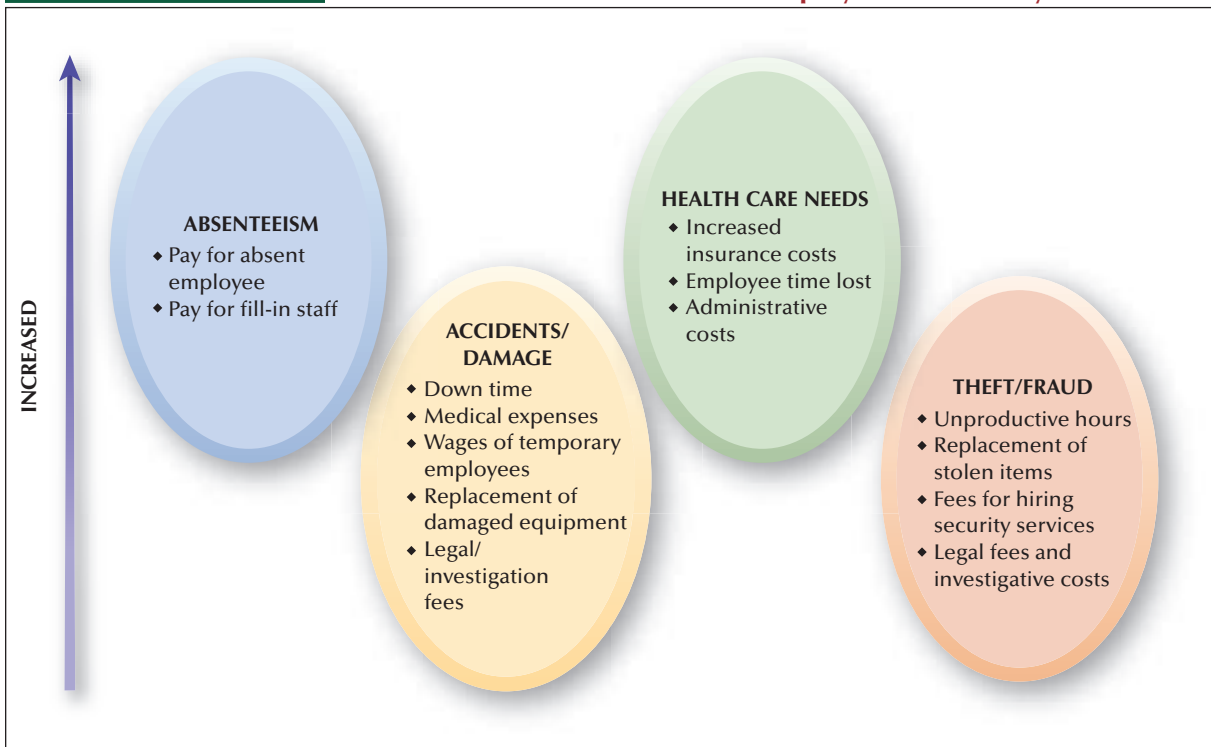 INCREASED
ABSENTEEISM
◆ Pay for absent
employee
◆ Pay for fill-in staff
ACCIDENTS/
DAMAGE
◆ Down time
◆ Medical expenses
◆ Wages of temporary
employees
◆ Replacement of
damaged equipment
◆ Legal/
investigation
fees
HEALTH CARE NEEDS
◆ Increased
insurance costs
◆ Employee time lost
◆ Administrative
costs
THEFT/FRAUD
◆ Unproductive hours
◆ Replacement of
stolen items
◆ Fees for hiring
security services
◆ Legal fees and
investigative costs